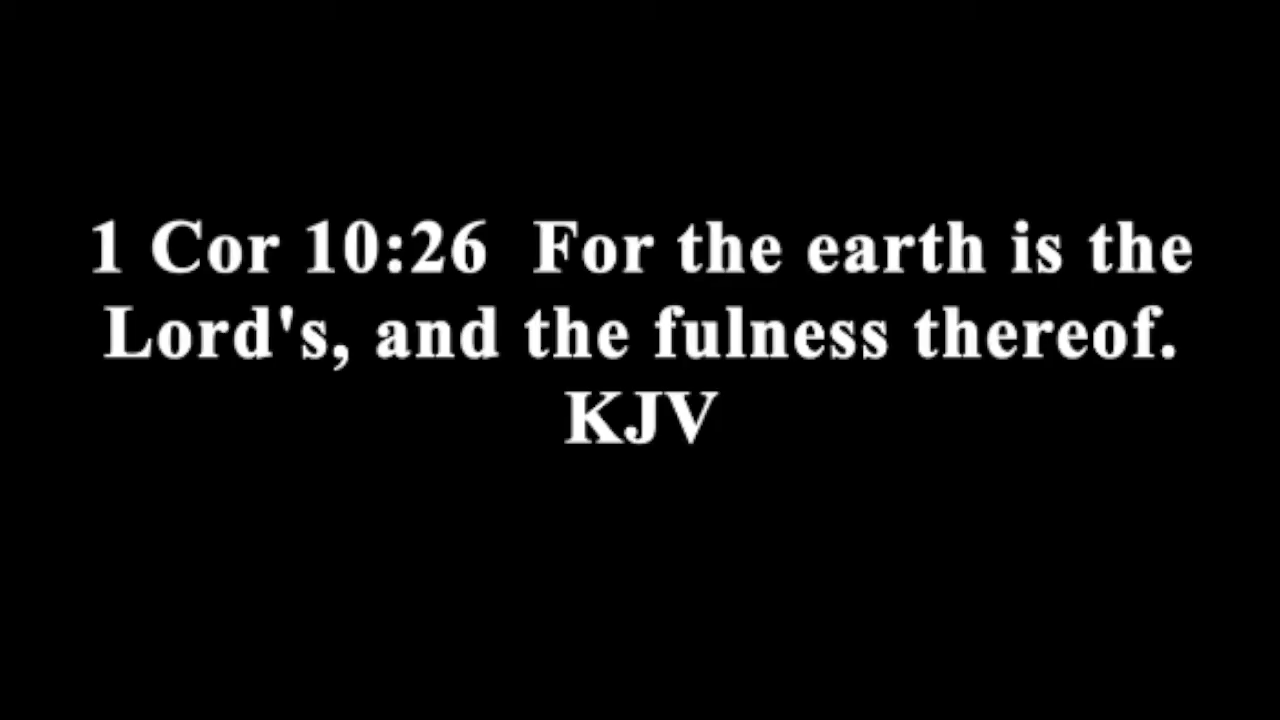 1 Cor 10:26  For the earth is the
Lord's, and the fulness thereof.
KJV